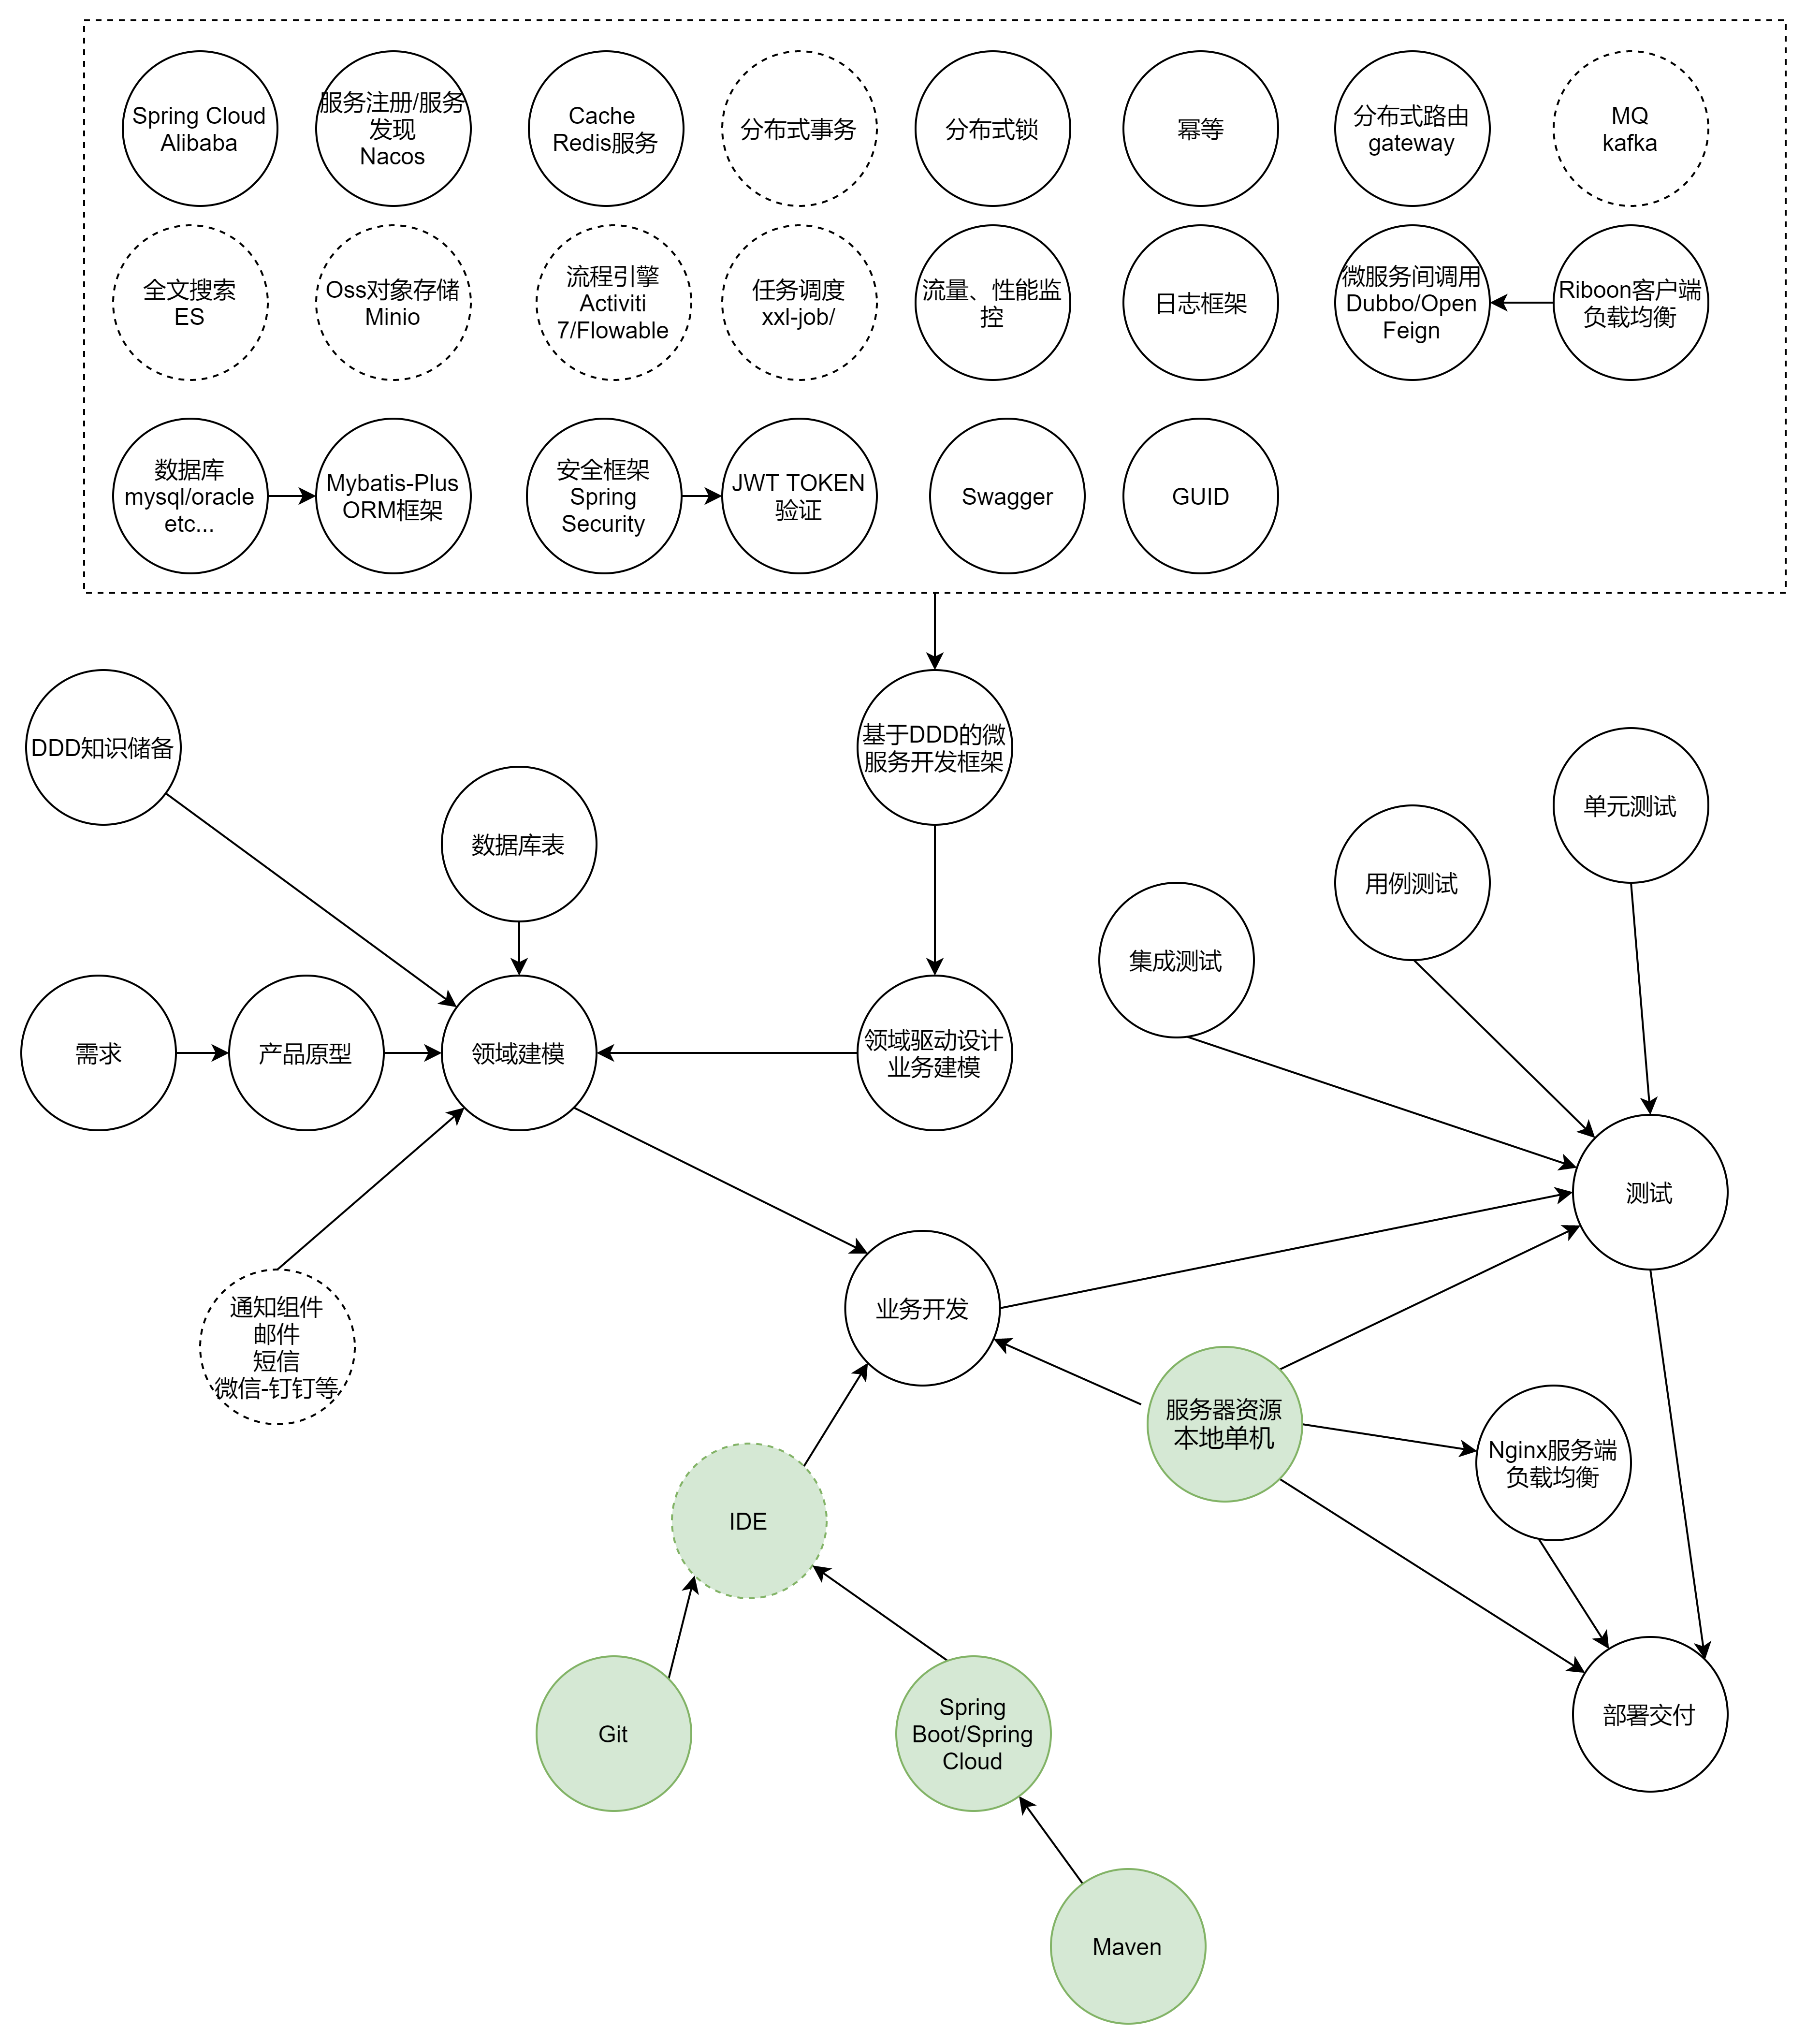 Spring Cloud
Alibaba
服务注册/服务
发现
Nacos
Cache
Redis服务
分布式事务
分布式锁
幂等
分布式路由
gateway
MQ
kafka
全文搜索
ES
Oss对象存储
Minio
流程引擎
Activiti
7/Flowable
任务调度
xxl-job/
流量、性能监
控
日志框架
微服务间调用
Dubbo/Open
Feign
Riboon客户端
负载均衡
数据库
mysql/oracle
etc...
Mybatis-Plus
ORM框架
安全框架
Spring
Security
JWT TOKEN
验证
Swagger
GUID
DDD知识储备
基于DDD的微
服务开发框架
数据库表
单元测试
用例测试
集成测试
需求
产品原型
领域建模
领域驱动设计
业务建模
测试
通知组件
邮件
短信
微信-钉钉等
业务开发
服务器资源
本地单机
Nginx服务端
负载均衡
IDE
Git
Spring
Boot/Spring
Cloud
部署交付
Maven